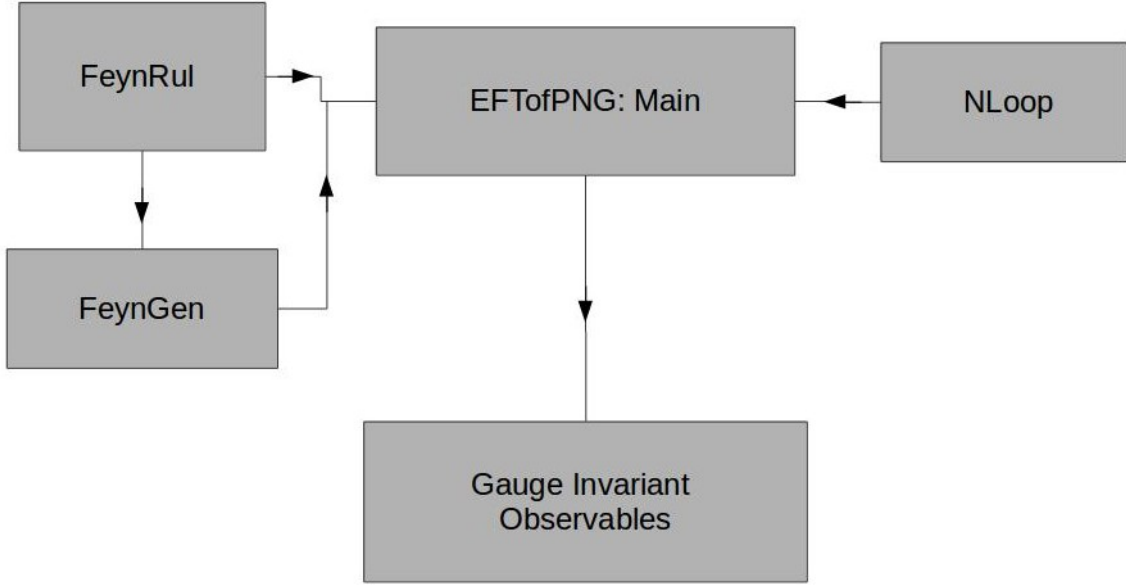 FeynRul
EFTofPNG: Main
NLoop
FeynGen
Gauge Invariant
Observables